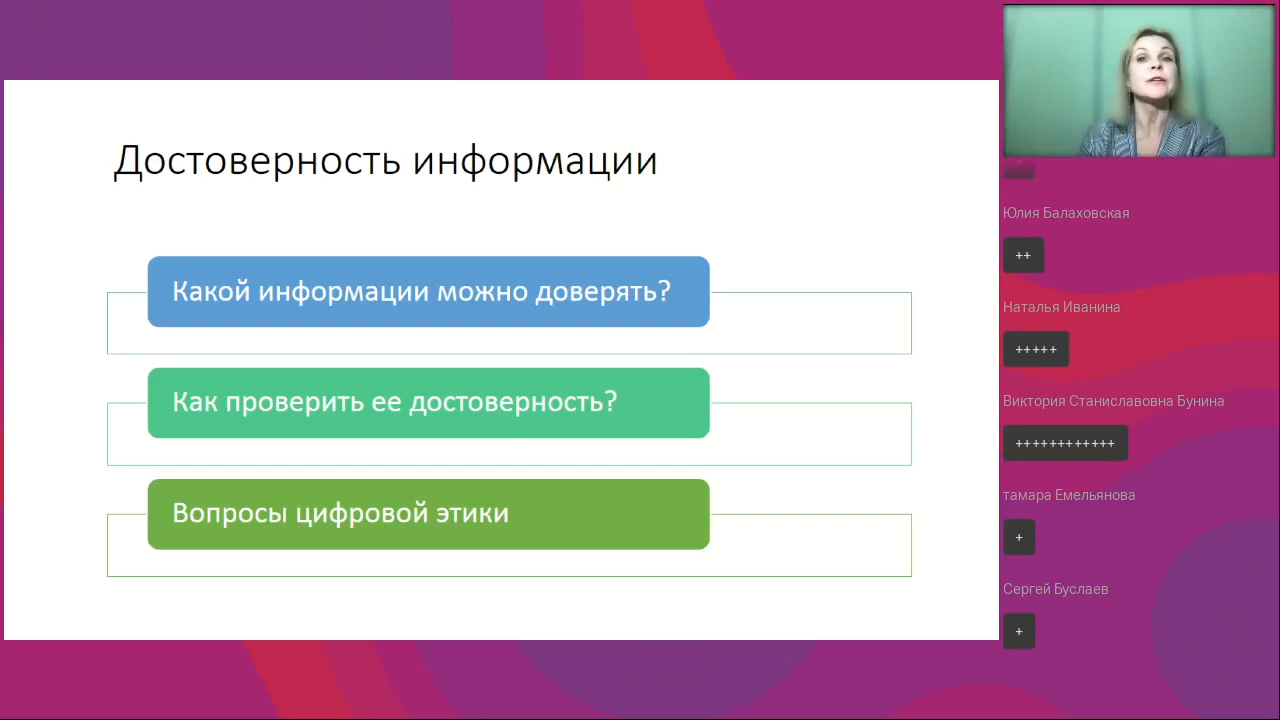 Достоверность информации
Какой информации можно доверять?
Как проверить ее достоверность?
Вопросы цифровой этики
Юлия Балаховская
++
Наталья Иванина
+++++
Виктория Станиславовна Бунина
++++++++++++
тамара Емельянова
+
Сергей Буслаев
+